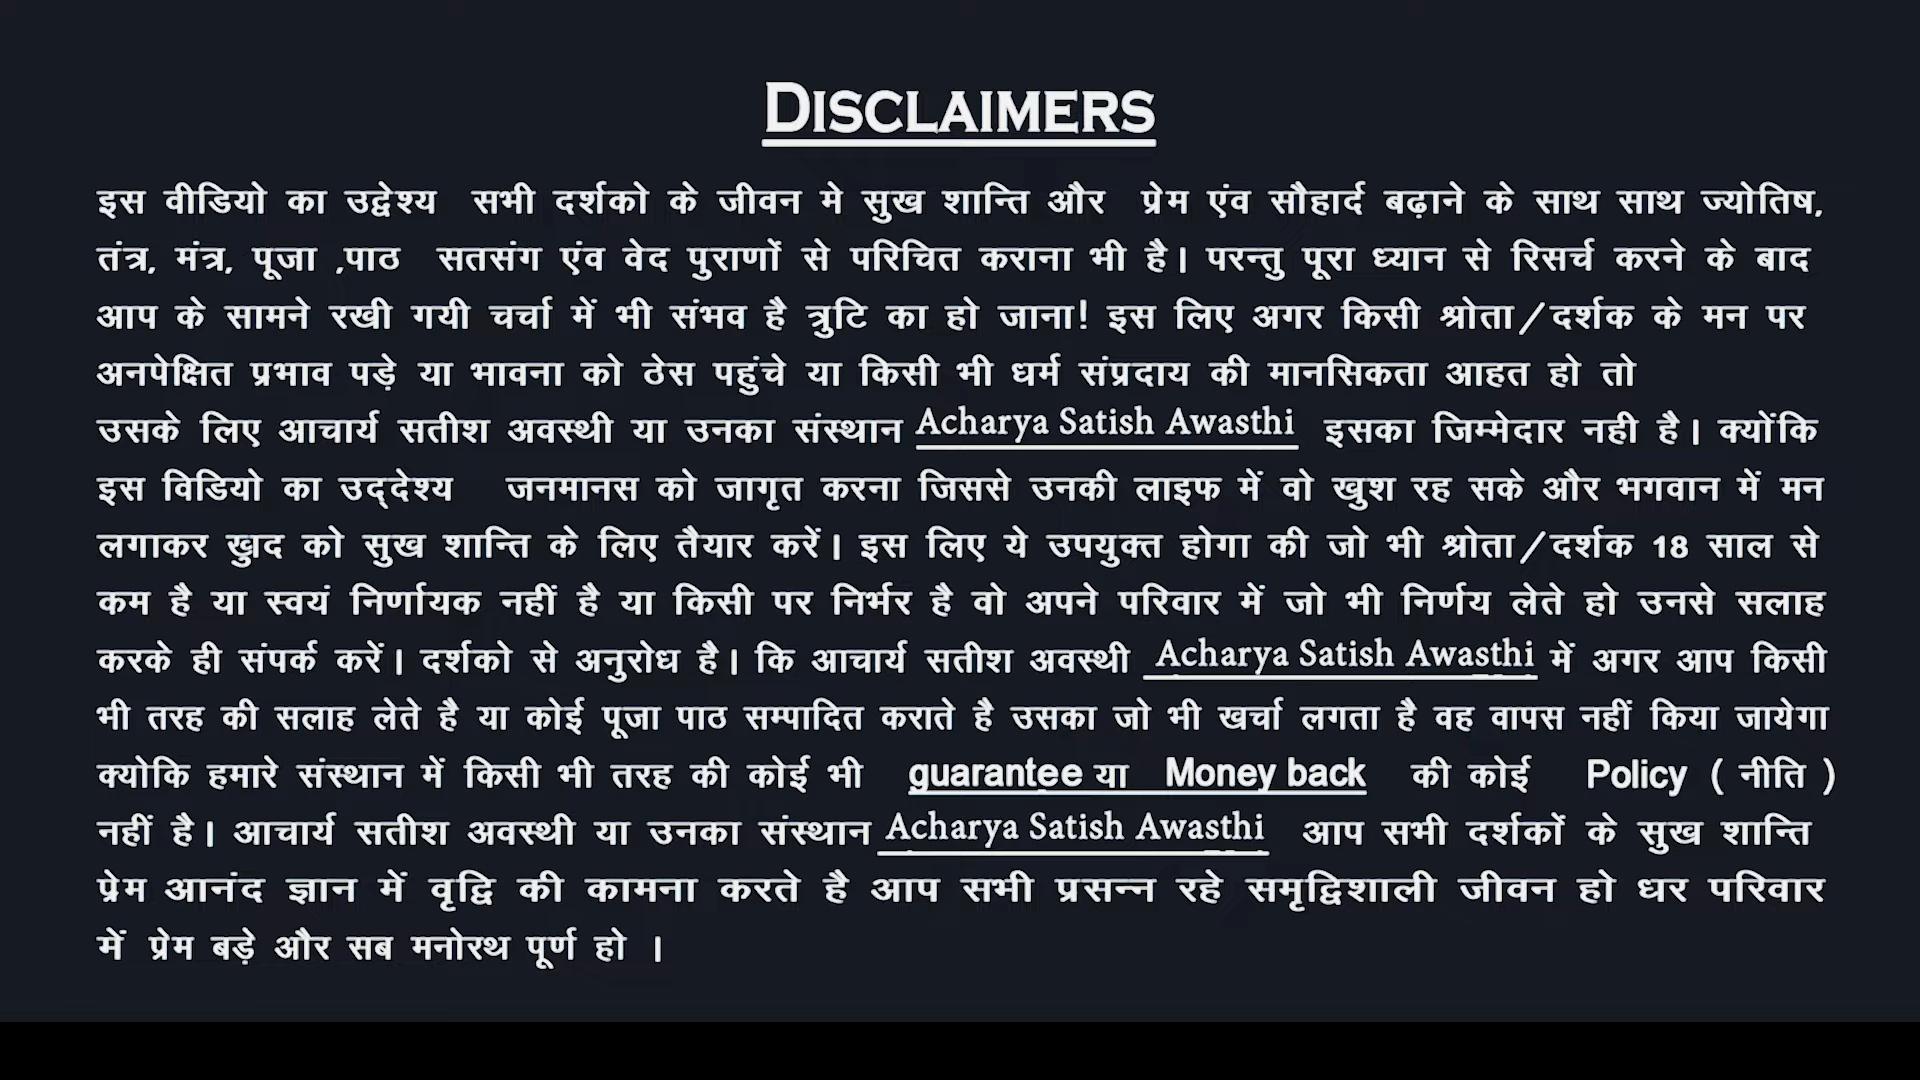 DISCLAIMERS
इस वीडियो का उद्वेश्य सभी दर्शको के जीवन मे सुख शान्ति और प्रेम एंव सौहार्द बढ़ाने के साथ साथ ज्योतिष,
तंत्र, मंत्र, पूजा ,पाठ सतसंग एंव वेद पुराणों से परिचित कराना भी है। परन्तु पूरा ध्यान से रिसर्च करने के बाद
आप के सामने रखी गयी चर्चा में भी संभव है त्रुटि का हो जाना! इस लिए अगर किसी श्रोता/दर्शक के मन पर
अनपेक्षित प्रभाव पड़े या भावना को ठेस पहुंचे या किसी भी धर्म संप्रदाय की मानसिकता आहत हो तो
उसके लिए आचार्य सतीश अवस्थी या उनका संस्थान Acharya Satish Awasthi इसका जिम्मेदार नही है। क्योंकि
इस विडियो का उद्देश्य जनमानस को जागृत करना जिससे उनकी लाइफ में वो खुश रह सके और भगवान में मन
लगाकर खुद को सुख शान्ति के लिए तैयार करें। इस लिए ये उपयुक्त होगा की जो भी श्रोता/दर्शक 18 साल से
कम है या स्वयं निर्णायक नहीं है या किसी पर निर्भर है वो अपने परिवार में जो भी निर्णय लेते हो उनसे सलाह
करके ही संपर्क करें। दर्शको से अनुरोध है। कि आचार्य सतीश अवस्थी Acharya Satish Awasthi में अगर आप किसी
भी तरह की सलाह लेते है या कोई पूजा पाठ सम्पादित कराते है उसका जो भी खर्चा लगता है वह वापस नहीं किया जायेगा
क्योकि हमारे संस्थान में किसी भी तरह की कोई भी guarantee या Money back की कोई Policy ( नीति )
नहीं है। आचार्य सतीश अवस्थी या उनका संस्थान Acharya Satish Awasthi आप सभी दर्शकों के सुख शान्ति
प्रेम आनंद ज्ञान में वृद्वि की कामना करते है आप सभी प्रसन्न रहे समृद्विशाली जीवन हो धर परिवार
में प्रेम बड़े और सब मनोरथ पूर्ण हो ।